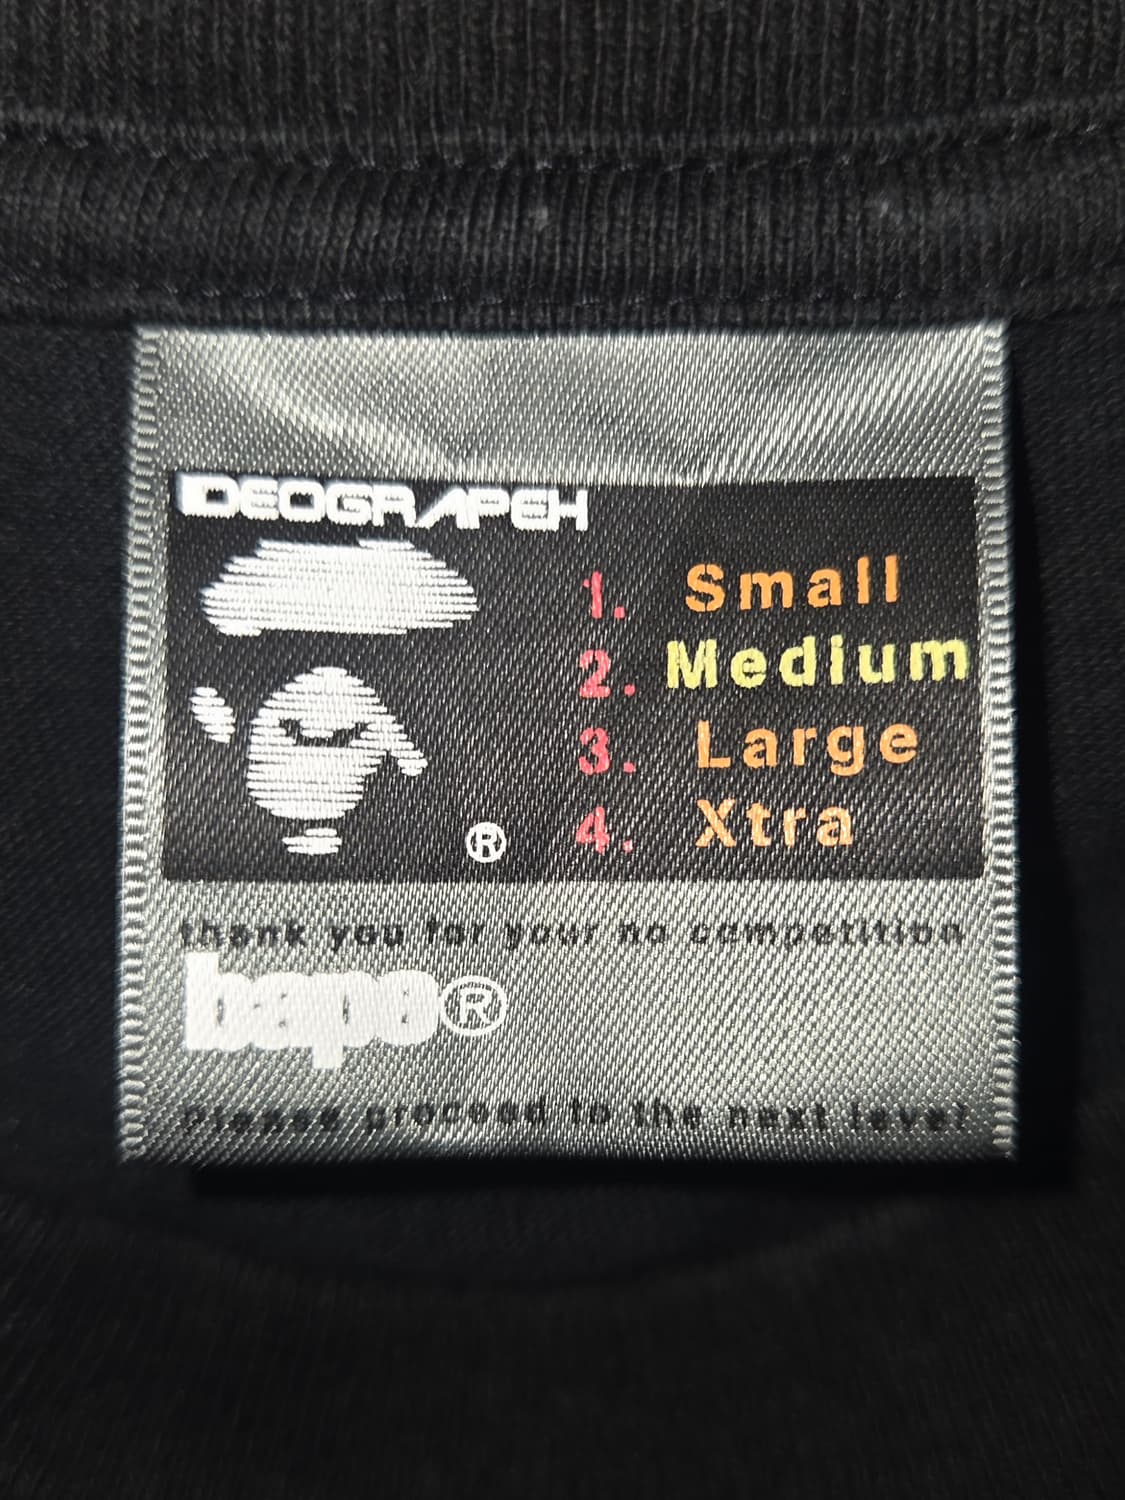 IDEOGRAPEH
1. Small
2. Medium
3. Large
4. Xtra
®
thank you for your no competition
bape®
Please proceed to the next level